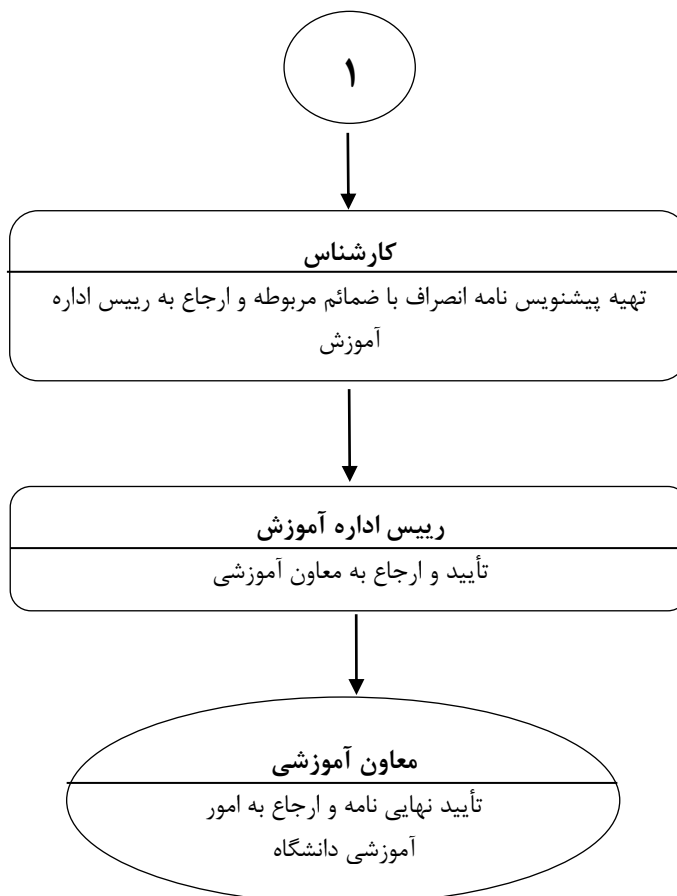 ۱
کارشناس
تهیه پیشنویس نامه انصراف با ضمائم مربوطه و ارجاع به رییس اداره
آموزش
رییس اداره آموزش
تأیید و ارجاع به معاون آموزشی
معاون آموزشی
تأیید نهایی نامه و ارجاع به امور
آموزشی دانشگاه